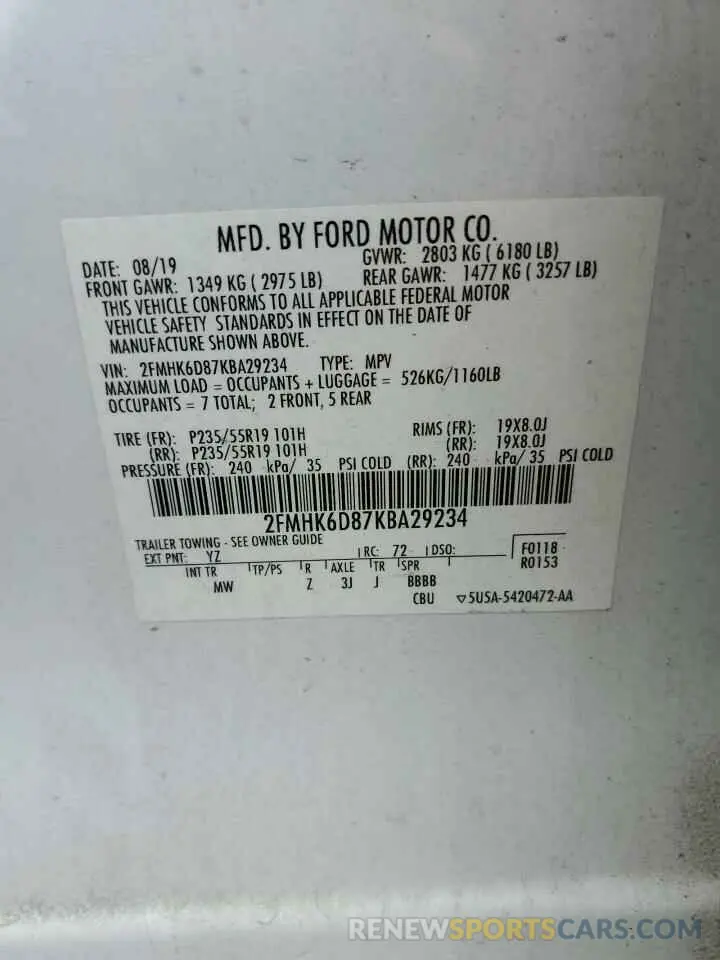 MFD. BY FORD MOTOR CO.
DATE: 08/19 GVWR: 2803 KG ( 6180 LB)
FRONT GAWR: 1349 KG ( 2975 LB) REAR GAWR: 1477 KG ( 3257 LB)
THIS VEHICLE CONFORMS TO ALL APPLICABLE FEDERAL MOTOR
VEHICLE SAFETY STANDARDS IN EFFECT ON THE DATE OF
MANUFACTURE SHOWN ABOVE.
VIN: 2FMHK6D87KBA29234 TYPE: MPV
MAXIMUM LOAD = OCCUPANTS + LUGGAGE = 526KG/1160LB
OCCUPANTS = 7 TOTAL; 2 FRONT, 5 REAR
TIRE (FR): P235/55R19 101H RIMS (FR): 19X8.0J
(RR): P235/55R19 101H (RR): 19X8.0J
PRESSURE (FR): 240 kPa/ 35 PSI COLD (RR): 240 kPa/ 35 PSI COLD
2FMHK6D87KBA29234
TRAILER TOWING - SEE OWNER GUIDE
EXT PNT: YZ RC: 72 DSO: F0118
INT TR TP/PS R AXLE TR SPR R0153
MW Z 3J J BBBB
CBU ▽5U5A-5420472-AA
RENEWSPORTSCARS.COM